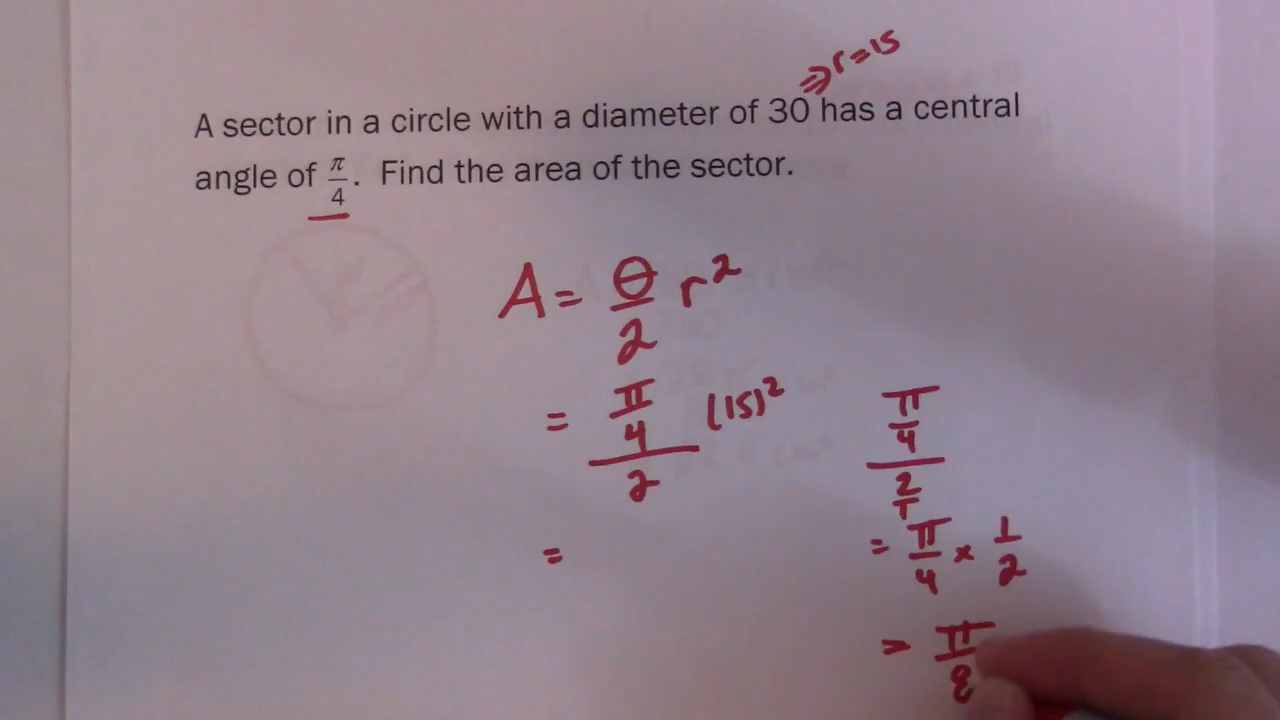 ⇒ r = 15
A sector in a circle with a diameter of 30 has a central
angle of π/4. Find the area of the sector.
A = θ/2 r²
= (π/4)/2 (15)²
=
(π/4)/(2/1)
= π/4 × 1/2
= π/8